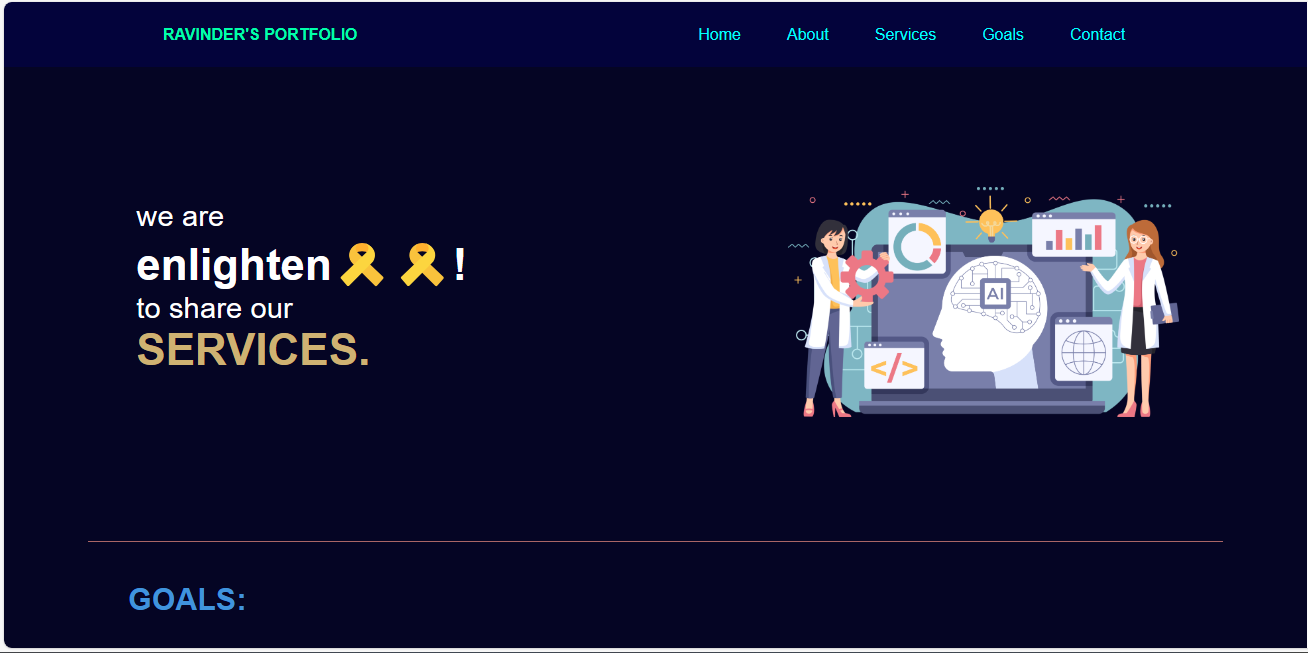 RAVINDER'S PORTFOLIO
Home About Services Goals Contact
we are
enlighten🎗️🎗️!
to share our
SERVICES.
AI
</>
GOALS: